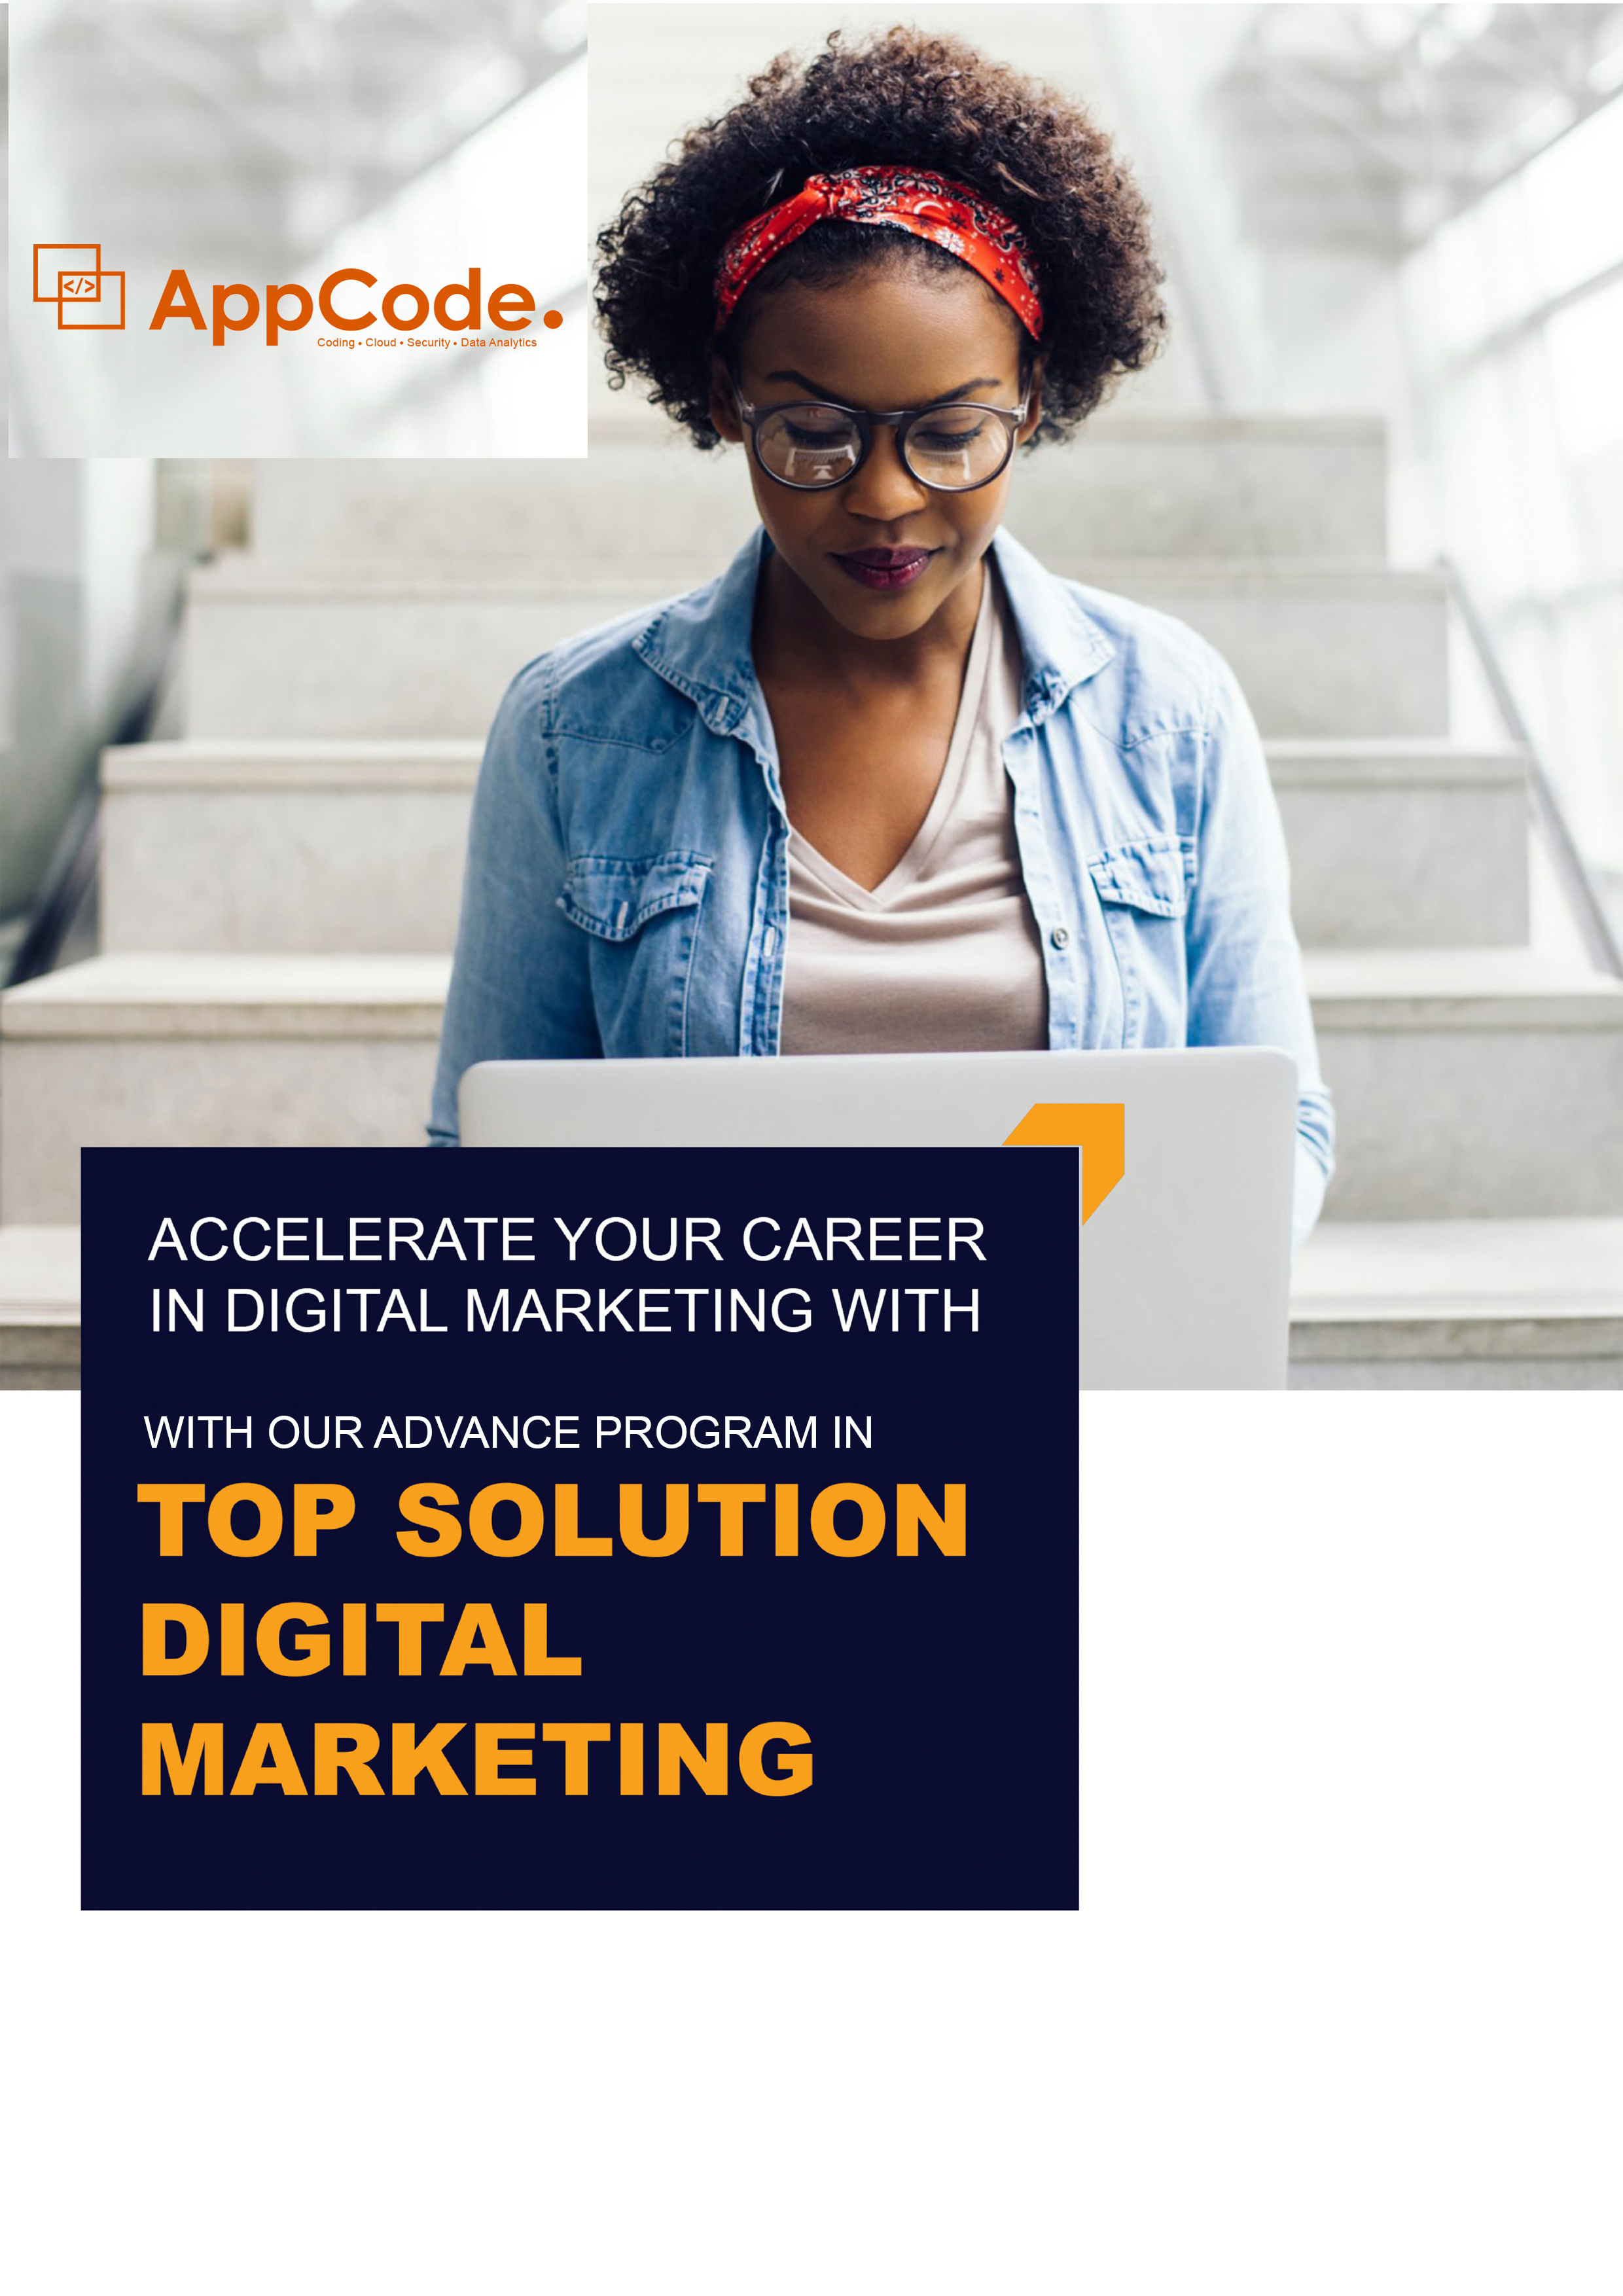 </>
AppCode.
Coding • Cloud • Security • Data Analytics
ACCELERATE YOUR CAREER
IN DIGITAL MARKETING WITH
WITH OUR ADVANCE PROGRAM IN
TOP SOLUTION
DIGITAL
MARKETING